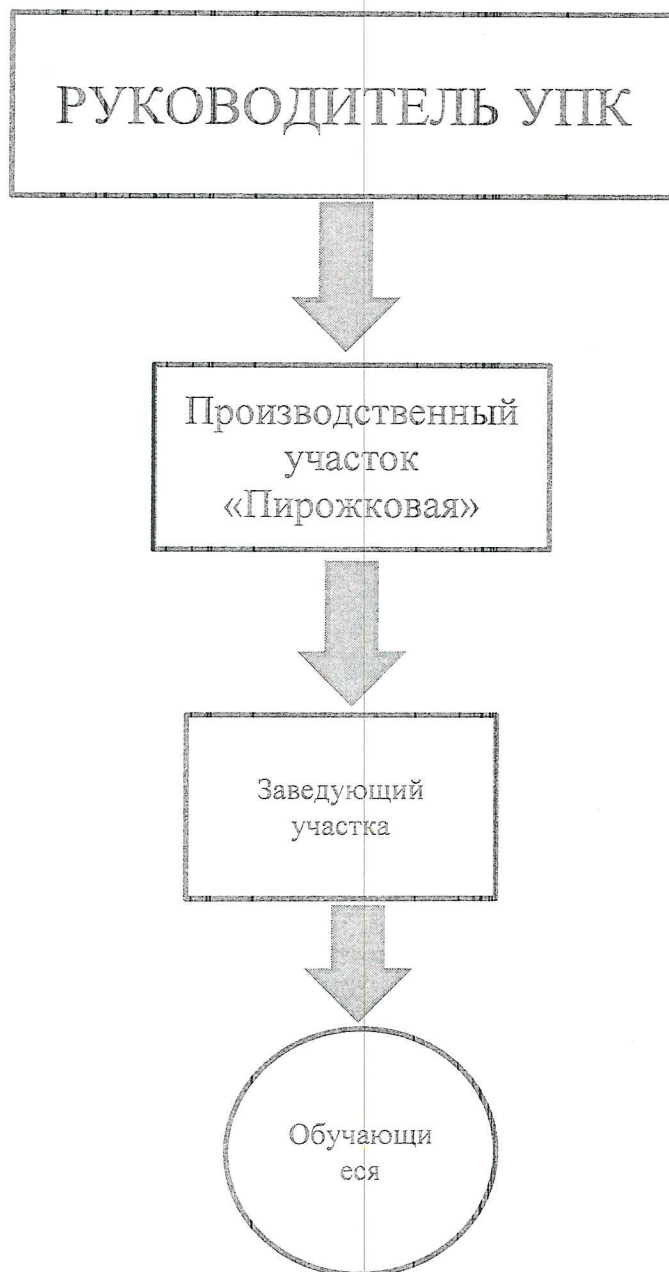 РУКОВОДИТЕЛЬ УПК
Производственный
участок
«Пирожковая»
Заведующий
участка
Обучающи
еся